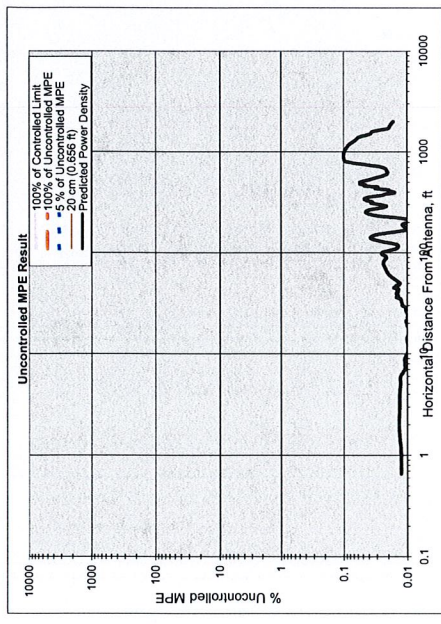 Uncontrolled MPE Result
100% of Controlled Limit
100% of Uncontrolled MPE
5 % of Uncontrolled MPE
20 cm (0.656 ft)
Predicted Power Density
% Uncontrolled MPE
10000
1000
100
10
1
0.1
0.01
0.1
1
10
100
1000
10000
Horizontal Distance From Antenna, ft